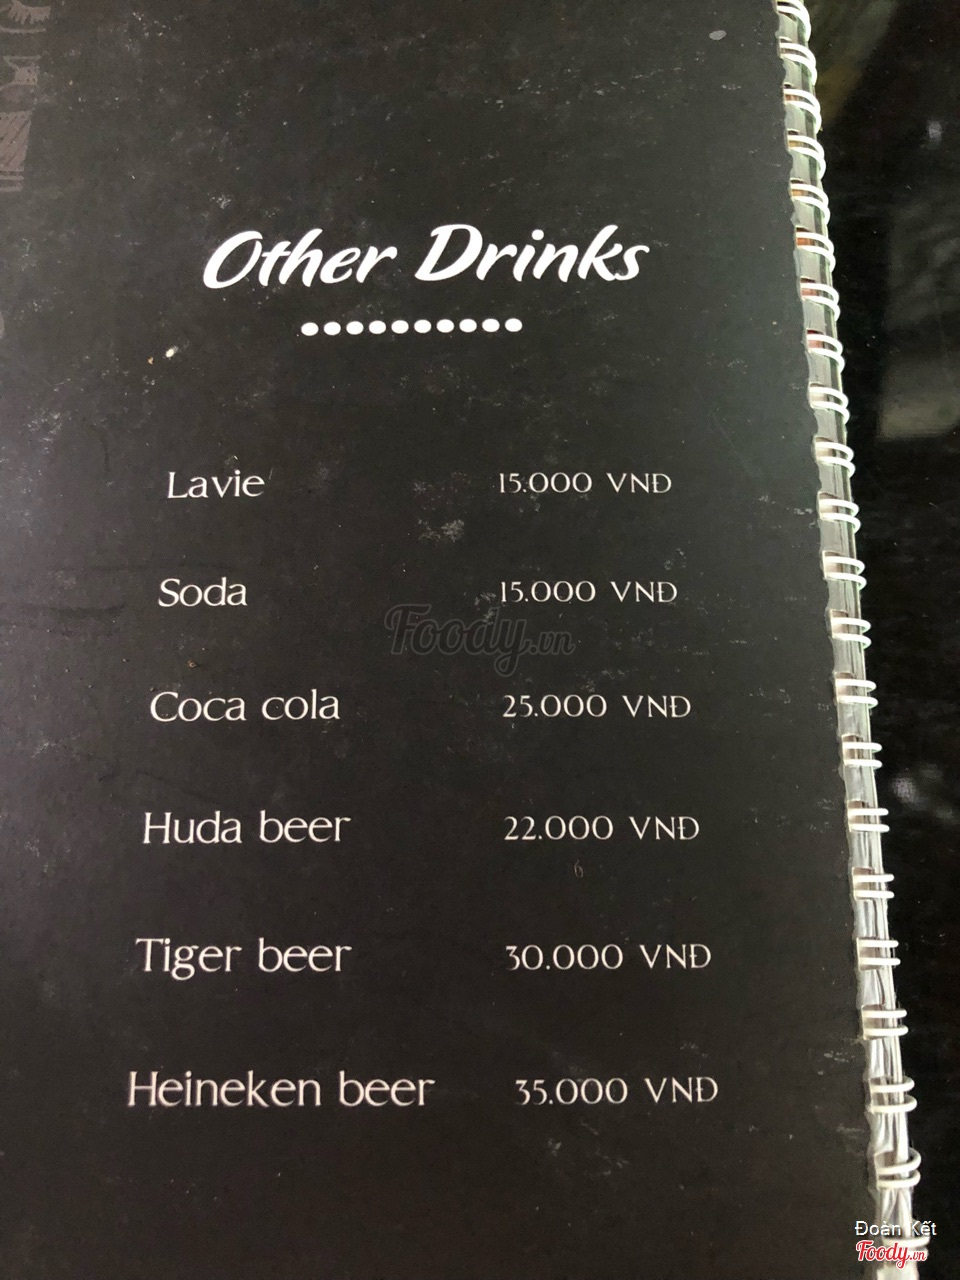 Other Drinks
Lavie 15.000 VNĐ
Soda 15.000 VNĐ
Foody.vn
Coca cola 25.000 VNĐ
Huda beer 22.000 VNĐ
6
Tiger beer 30.000 VNĐ
Heineken beer 35.000 VNĐ
Đoàn Kết
Foody.vn